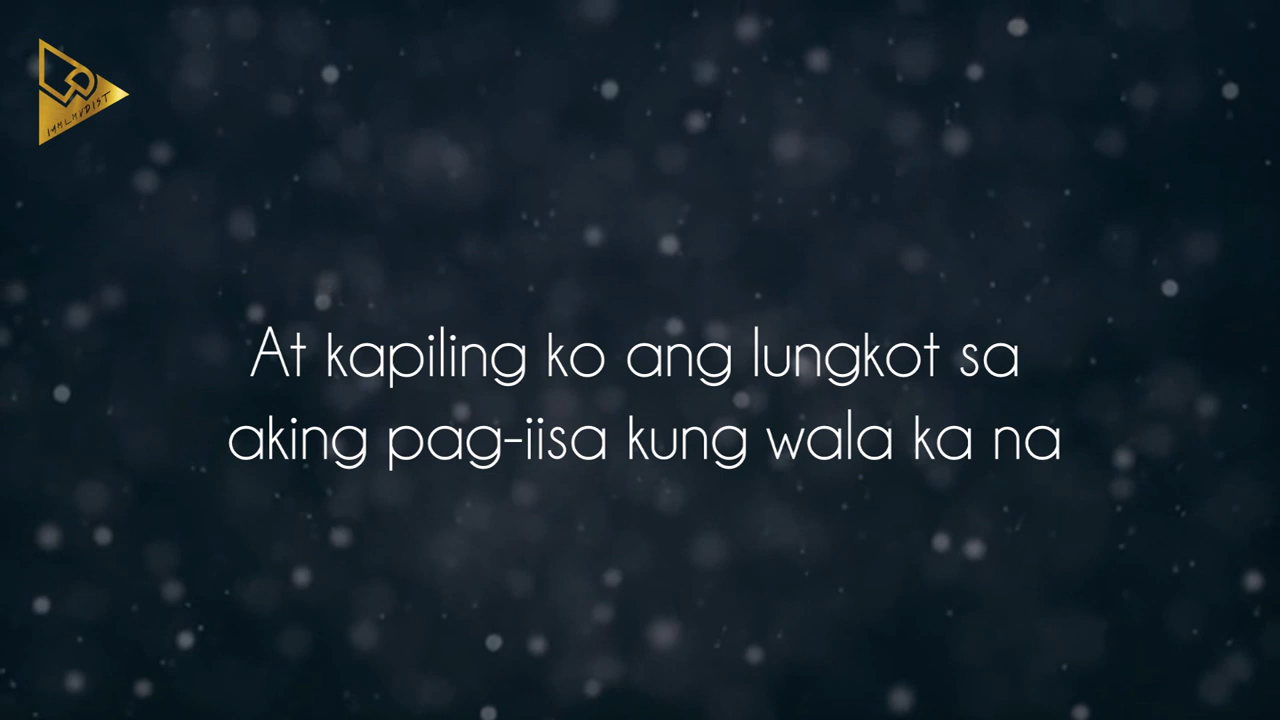 At kapiling ko ang lungkot sa
aking pag-iisa kung wala ka na